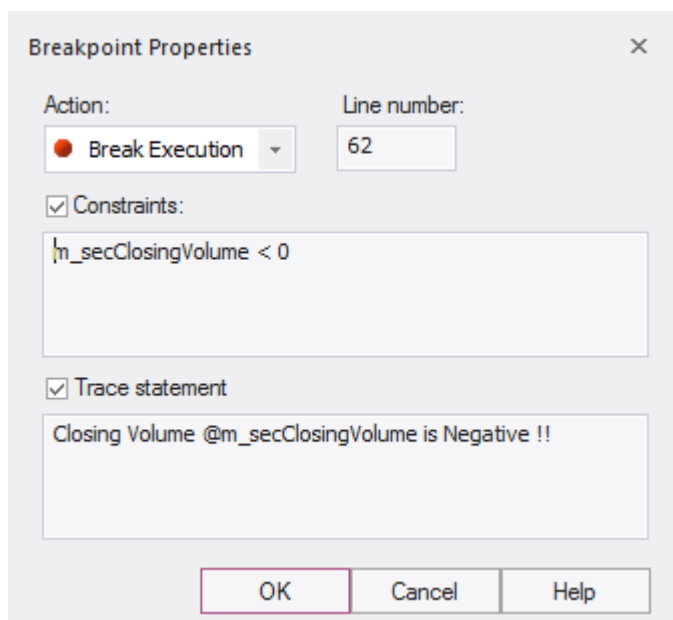 Breakpoint Properties
Action:
Line number:
Break Execution
62
Constraints:
m_secClosingVolume < 0
Trace statement
Closing Volume @m_secClosingVolume is Negative !!
OK
Cancel
Help